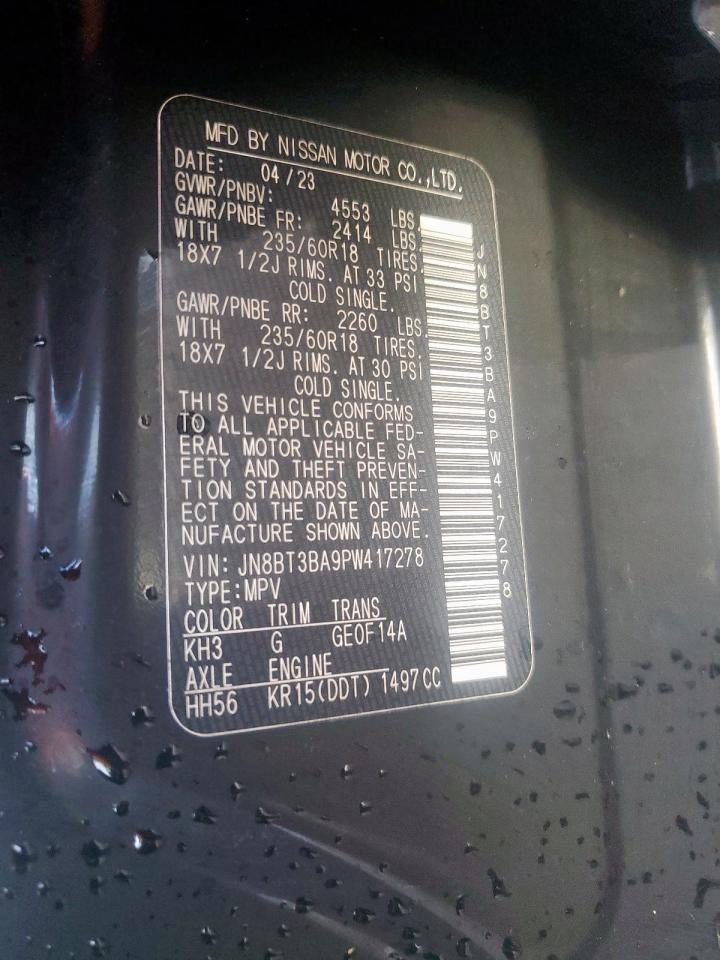 MFD BY NISSAN MOTOR CO.,LTD.
DATE: 04/23
GVWR/PNBV: 4553 LBS.
GAWR/PNBE FR: 2414 LBS.
WITH 235/60R18 TIRES.
18X7 1/2J RIMS. AT 33 PSI
COLD SINGLE.
GAWR/PNBE RR: 2260 LBS.
WITH 235/60R18 TIRES.
18X7 1/2J RIMS. AT 30 PSI
COLD SINGLE.
THIS VEHICLE CONFORMS
TO ALL APPLICABLE FED-
ERAL MOTOR VEHICLE SA-
FETY AND THEFT PREVEN-
TION STANDARDS IN EFF-
ECT ON THE DATE OF MA-
NUFACTURE SHOWN ABOVE.
VIN: JN8BT3BA9PW417278
TYPE:MPV
COLOR TRIM TRANS
KH3 G GE0F14A
AXLE ENGINE
HH56 KR15(DDT) 1497CC
JN8BT3BA9PW417278